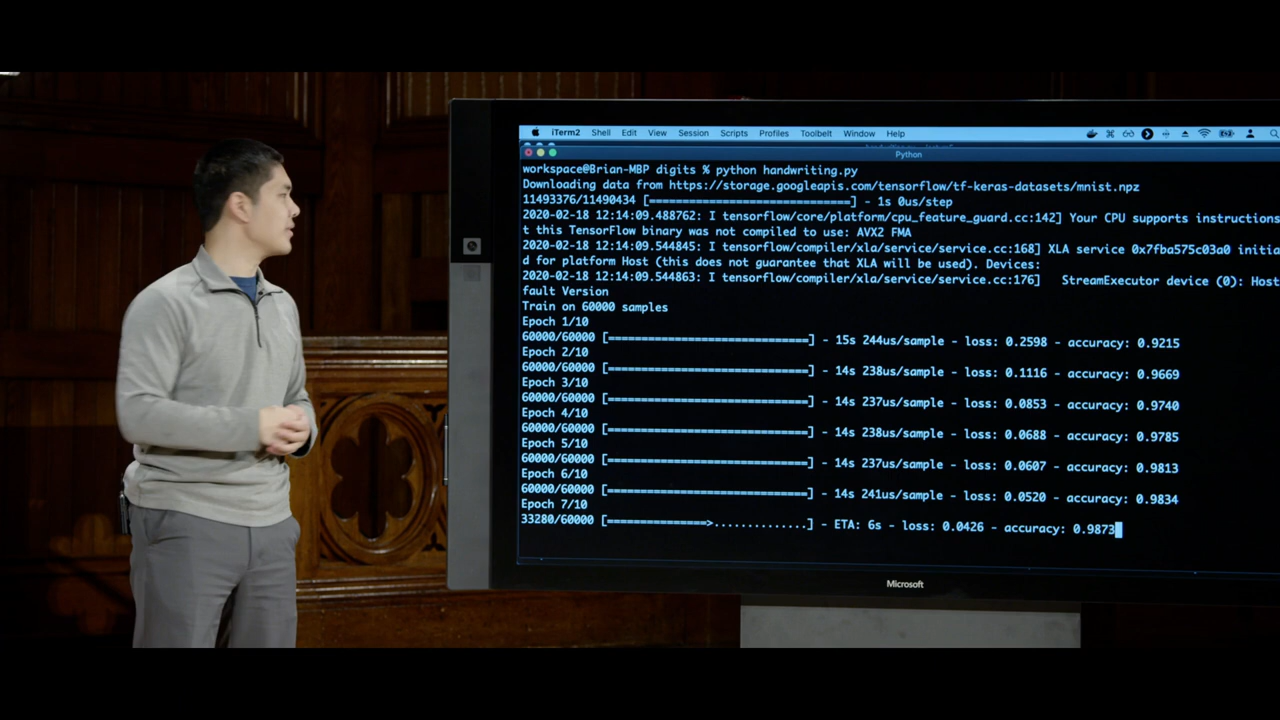 iTerm2 Shell Edit View Session Scripts Profiles Toolbelt Window Help
Python
workspace@Brian-MBP digits % python handwriting.py
Downloading data from https://storage.googleapis.com/tensorflow/tf-keras-datasets/mnist.npz
11493376/11490434 [==============================] - 1s 0us/step
2020-02-18 12:14:09.488762: I tensorflow/core/platform/cpu_feature_guard.cc:142] Your CPU supports instructions
t this TensorFlow binary was not compiled to use: AVX2 FMA
2020-02-18 12:14:09.544845: I tensorflow/compiler/xla/service/service.cc:168] XLA service 0x7fba575c03a0 initia
d for platform Host (this does not guarantee that XLA will be used). Devices:
2020-02-18 12:14:09.544863: I tensorflow/compiler/xla/service/service.cc:176]   StreamExecutor device (0): Host
fault Version
Train on 60000 samples
Epoch 1/10
60000/60000 [==============================] - 15s 244us/sample - loss: 0.2598 - accuracy: 0.9215
Epoch 2/10
60000/60000 [==============================] - 14s 238us/sample - loss: 0.1116 - accuracy: 0.9669
Epoch 3/10
60000/60000 [==============================] - 14s 237us/sample - loss: 0.0853 - accuracy: 0.9740
Epoch 4/10
60000/60000 [==============================] - 14s 238us/sample - loss: 0.0688 - accuracy: 0.9785
Epoch 5/10
60000/60000 [==============================] - 14s 237us/sample - loss: 0.0607 - accuracy: 0.9813
Epoch 6/10
60000/60000 [==============================] - 14s 241us/sample - loss: 0.0520 - accuracy: 0.9834
Epoch 7/10
33280/60000 [===============>..............] - ETA: 6s - loss: 0.0426 - accuracy: 0.9873
Microsoft